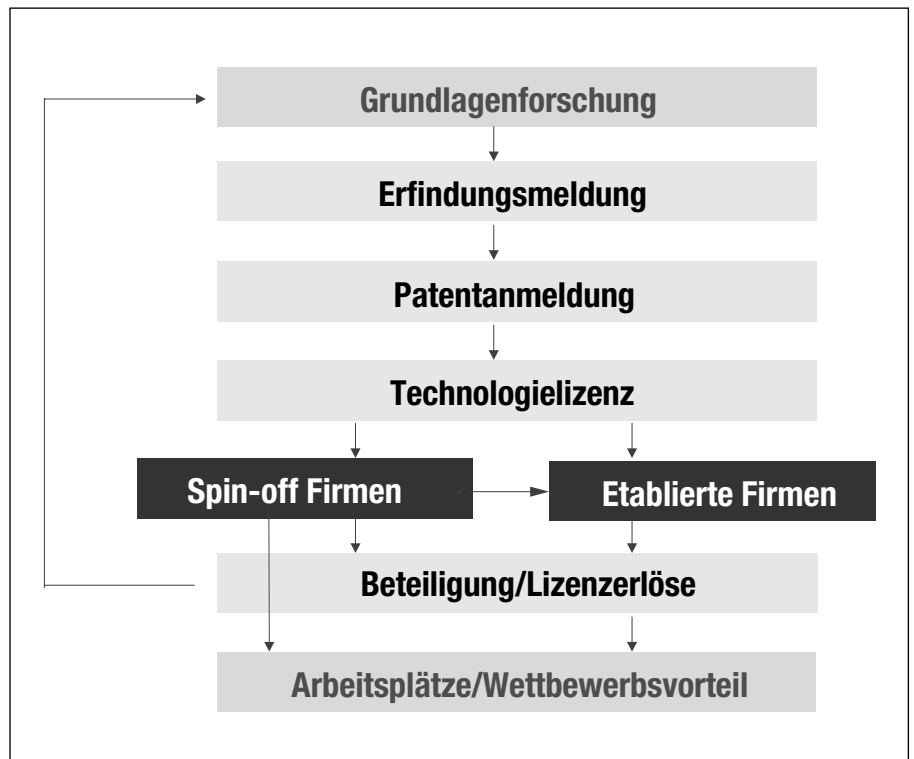 Grundlagenforschung
Erfindungsmeldung
Patentanmeldung
Technologielizenz
Spin-off Firmen
Etablierte Firmen
Beteiligung/Lizenzerlöse
Arbeitsplätze/Wettbewerbsvorteil